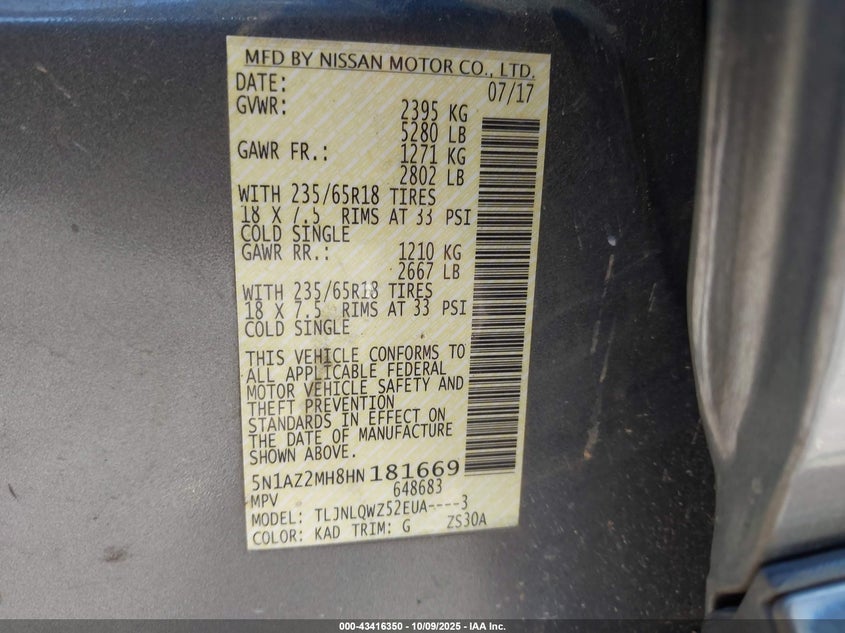 MFD BY NISSAN MOTOR CO., LTD.
DATE: 07/17
GVWR: 2395 KG
5280 LB
GAWR FR.: 1271 KG
2802 LB
WITH 235/65R18 TIRES
18 X 7.5 RIMS AT 33 PSI
COLD SINGLE
GAWR RR.: 1210 KG
2667 LB
WITH 235/65R18 TIRES
18 X 7.5 RIMS AT 33 PSI
COLD SINGLE
THIS VEHICLE CONFORMS TO
ALL APPLICABLE FEDERAL
MOTOR VEHICLE SAFETY AND
THEFT PREVENTION
STANDARDS IN EFFECT ON
THE DATE OF MANUFACTURE
SHOWN ABOVE.
5N1AZ2MH8HN181669
MPV 648683
MODEL: TLJNLQWZ52EUA----3
COLOR: KAD TRIM: G ZS30A
000-43416350 - 10/09/2025 - IAA Inc.